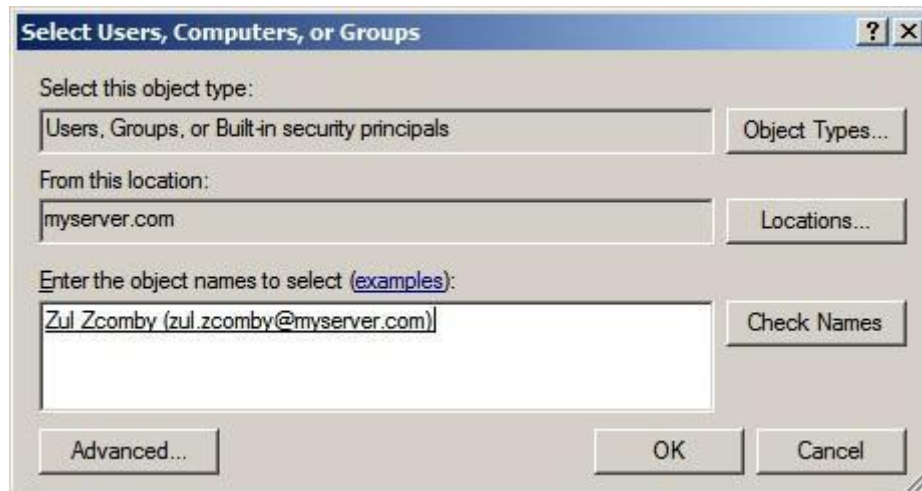 Select Users, Computers, or Groups
Select this object type:
Users, Groups, or Built-in security principals
Object Types...
From this location:
myserver.com
Locations...
Enter the object names to select (examples):
Zul Zcomby (zul.zcomby@myserver.com)
Check Names
Advanced...
OK
Cancel